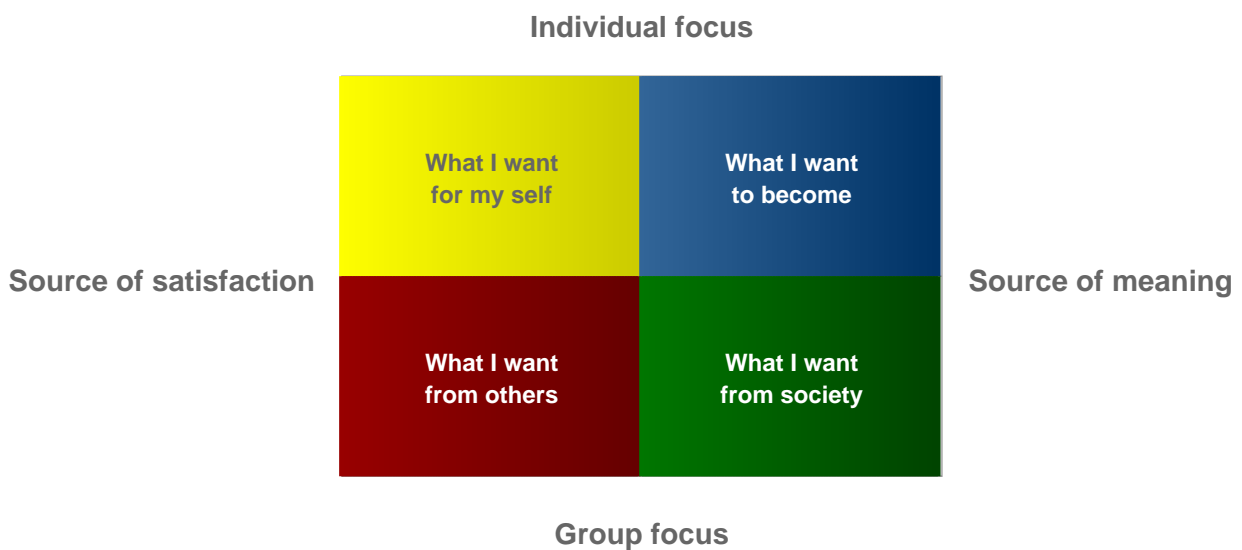 Individual focus
What I want
for my self
What I want
to become
Source of satisfaction
Source of meaning
What I want
from others
What I want
from society
Group focus